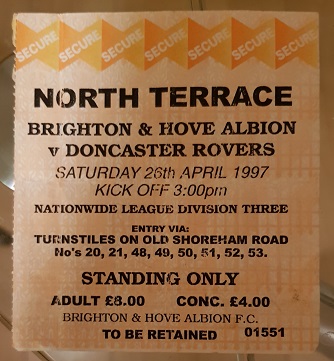 SECURE SECURE SECURE SECURE SECURE SECURE SECURE
NORTH TERRACE
BRIGHTON & HOVE ALBION
v DONCASTER ROVERS
SATURDAY 26th APRIL 1997
KICK OFF 3:00pm
NATIONWIDE LEAGUE DIVISION THREE
ENTRY VIA:
TURNSTILES ON OLD SHOREHAM ROAD
No's 20, 21, 48, 49, 50, 51, 52, 53.
STANDING ONLY
ADULT £8.00 CONC. £4.00
BRIGHTON & HOVE ALBION F.C.
TO BE RETAINED 01551